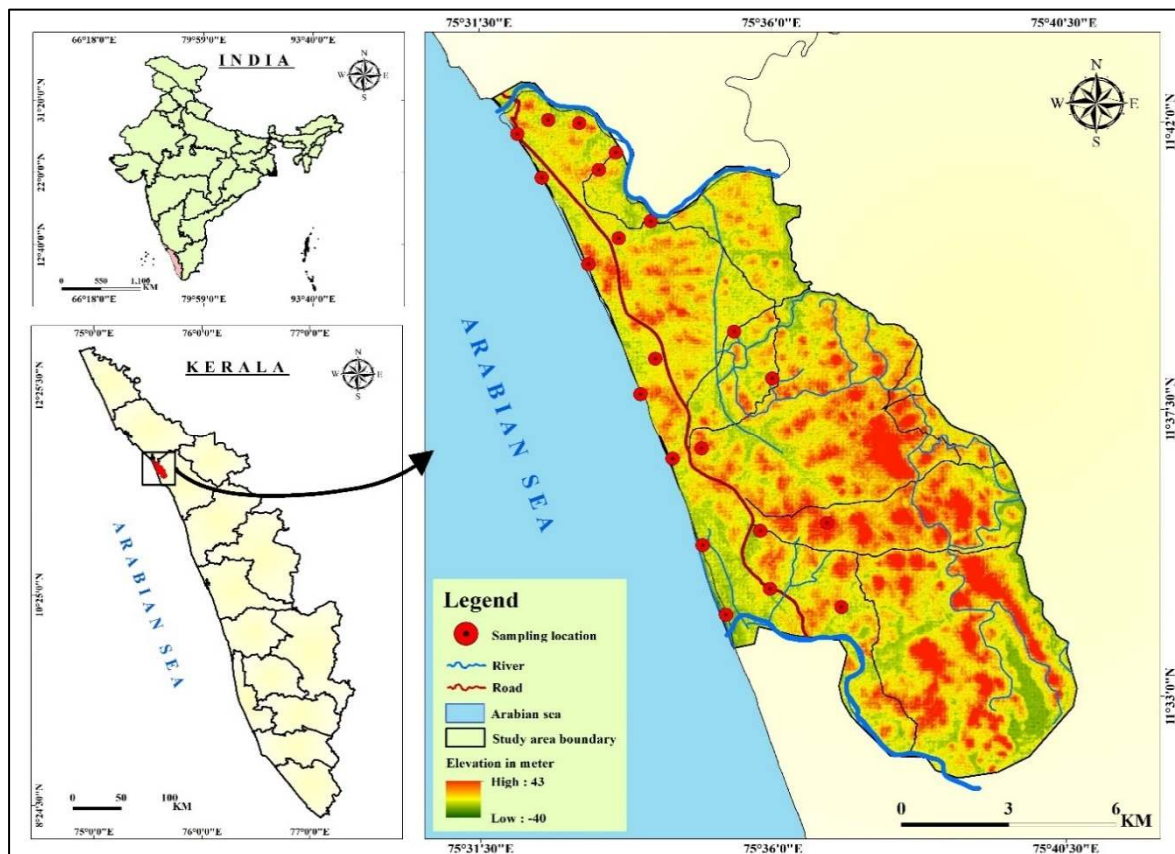 66°18'0"E 79°59'0"E 93°40'0"E
INDIA
N
W E
S
31°20'0"N
22°0'0"N
12°40'0"N
0 550 1,100
KM
66°18'0"E 79°59'0"E 93°40'0"E
75°0'0"E 76°0'0"E 77°0'0"E
KERALA
N
W E
S
12°25'30"N
10°25'0"N
8°24'30"N
ARABIAN SEA
0 50 100
KM
75°0'0"E 76°0'0"E 77°0'0"E
75°31'30"E 75°36'0"E 75°40'30"E
N
W E
S
11°42'0"N
11°37'30"N
11°33'0"N
ARABIAN SEA
Legend
Sampling location
River
Road
Arabian sea
Study area boundary
Elevation in meter
High : 43
Low : -40
0 3 6
KM
75°31'30"E 75°36'0"E 75°40'30"E